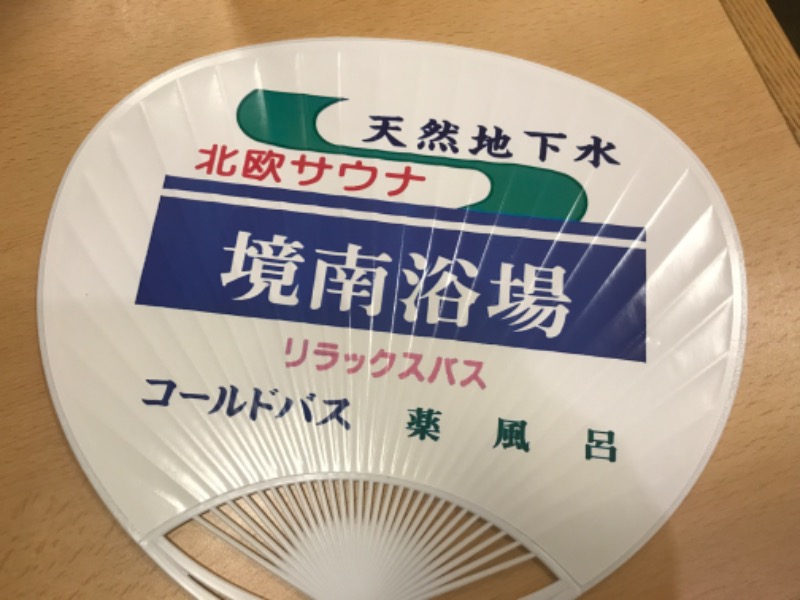 天然地下水
北欧サウナ
境南浴場
リラックスバス
コールドバス 薬風呂